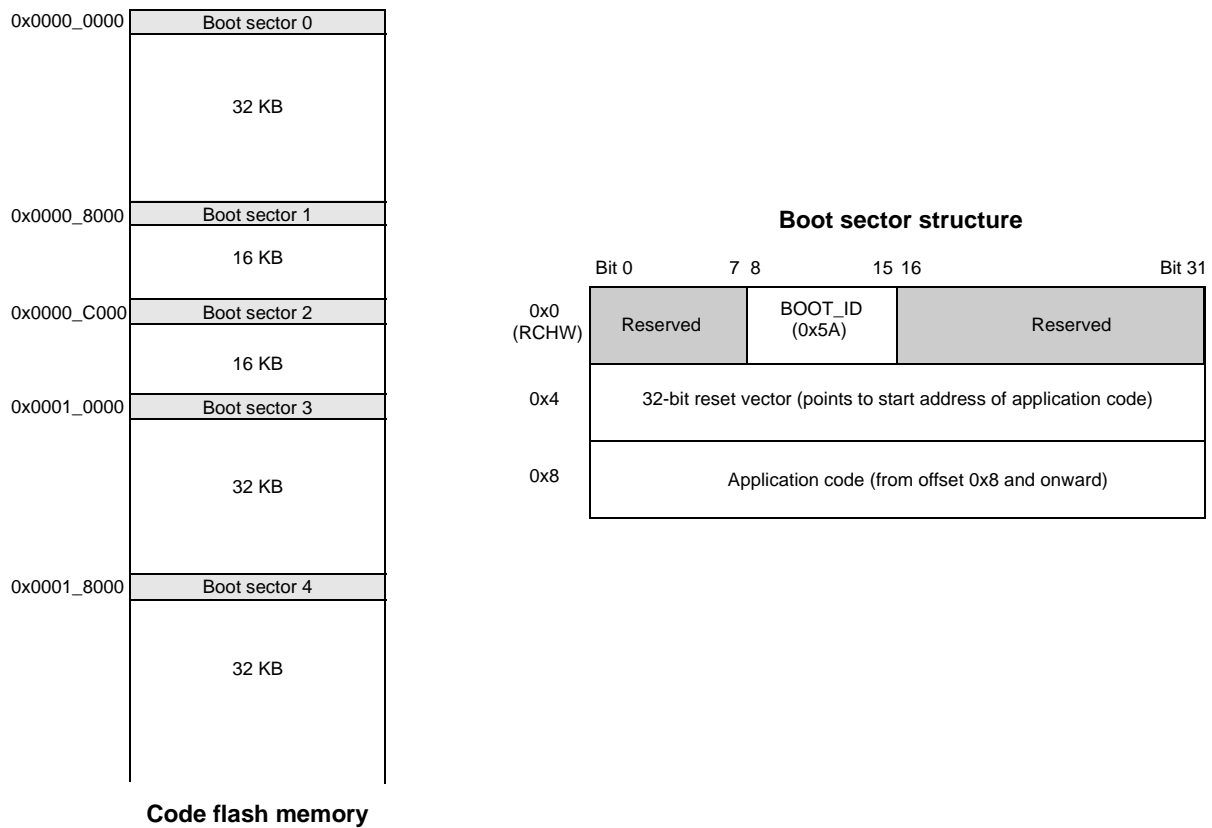 0x0000_0000
Boot sector 0
32 KB
0x0000_8000
Boot sector 1
16 KB
0x0000_C000
Boot sector 2
16 KB
0x0001_0000
Boot sector 3
32 KB
0x0001_8000
Boot sector 4
32 KB
Code flash memory
Boot sector structure
Bit 0 7 8 15 16 Bit 31
0x0
(RCHW)
Reserved
BOOT_ID
(0x5A)
Reserved
0x4
32-bit reset vector (points to start address of application code)
0x8
Application code (from offset 0x8 and onward)